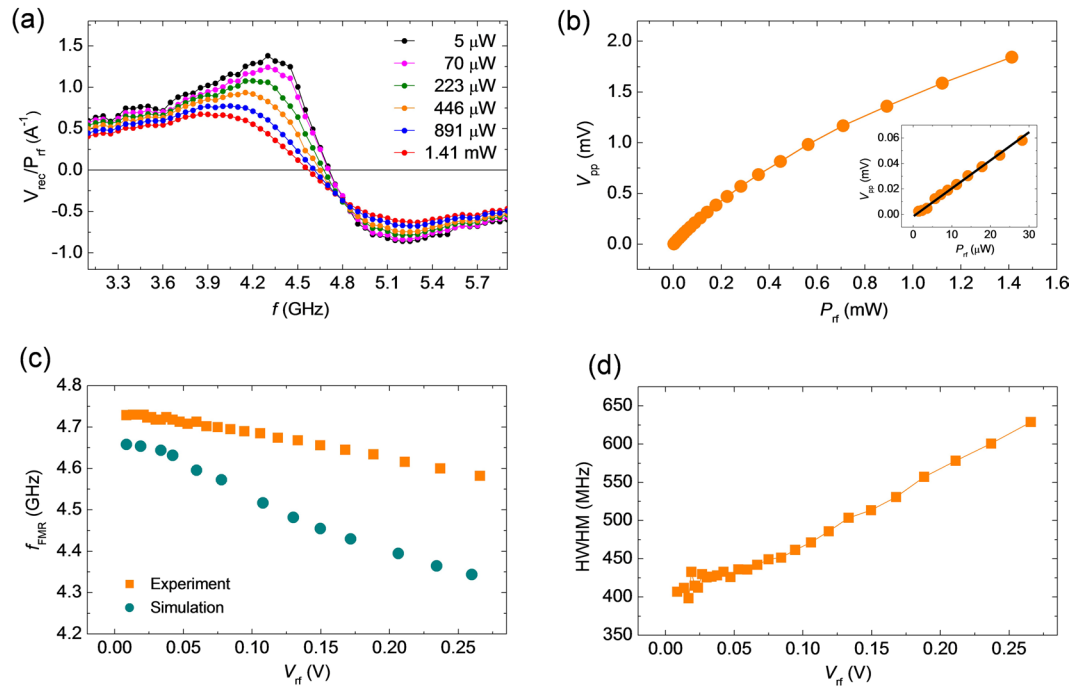 (a)
1.5
1.0
0.5
0.0
-0.5
-1.0
V_rec/P_rf (A⁻¹)
5 μW
70 μW
223 μW
446 μW
891 μW
1.41 mW
3.3 3.6 3.9 4.2 4.5 4.8 5.1 5.4 5.7
f (GHz)
(b)
2.0
1.5
1.0
0.5
0.0
V_pp (mV)
0.0 0.2 0.4 0.6 0.8 1.0 1.2 1.4 1.6
P_rf (mW)
0.06
0.04
0.02
0.00
V_pp (mV)
0 10 20 30
P_rf (μW)
(c)
4.8
4.7
4.6
4.5
4.4
4.3
4.2
f_FMR (GHz)
Experiment
Simulation
0.00 0.05 0.10 0.15 0.20 0.25
V_rf (V)
(d)
650
600
550
500
450
400
350
HWHM (MHz)
0.00 0.05 0.10 0.15 0.20 0.25
V_rf (V)